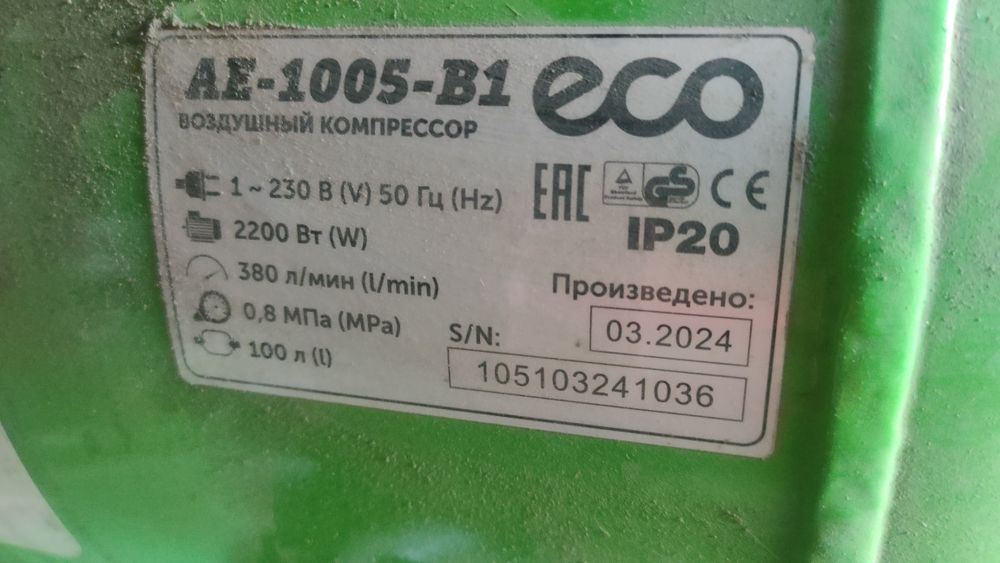 AE-1005-B1 eco
ВОЗДУШНЫЙ КОМПРЕССОР
1 ~ 230 В (V) 50 Гц (Hz)
2200 Вт (W)
380 л/мин (l/min)
0,8 МПа (MPa)
100 л (l)
EAC
GS
CE
IP20
Произведено:
03.2024
S/N:
105103241036